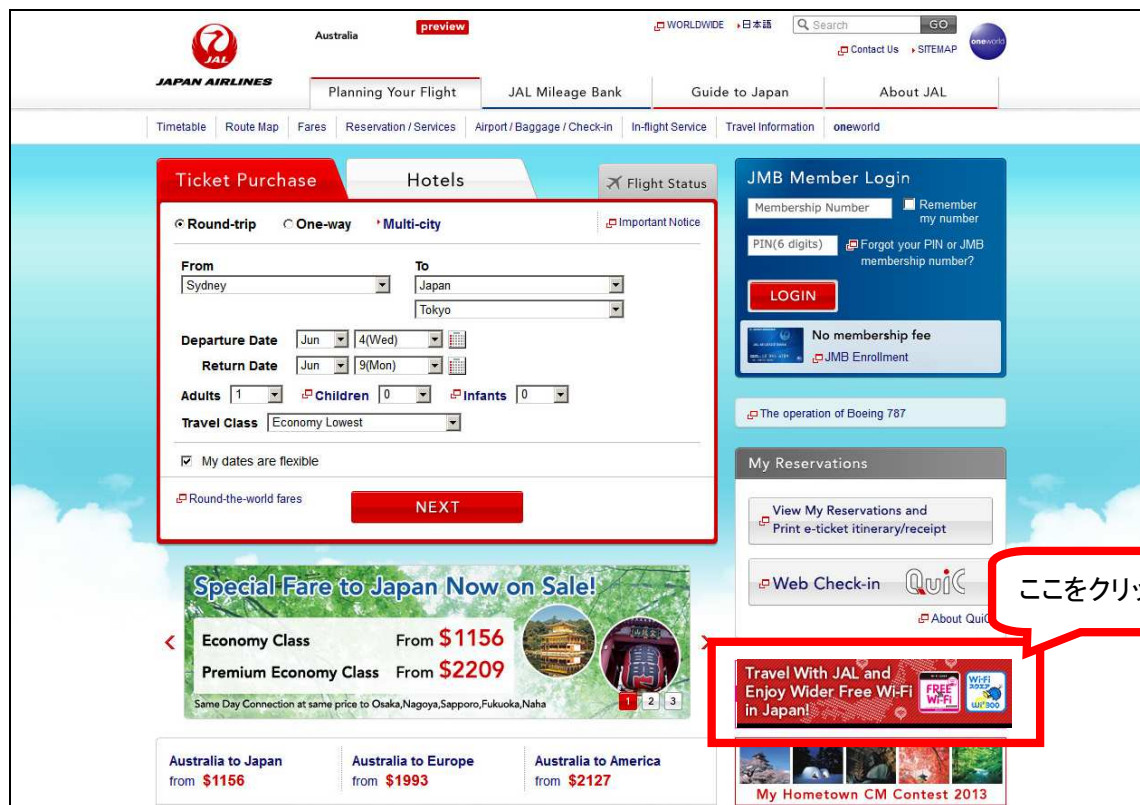 Australia
preview
WORLDWIDE
日本語
Search
GO
Contact Us
SITEMAP
oneworld
JAL
JAPAN AIRLINES
Planning Your Flight
JAL Mileage Bank
Guide to Japan
About JAL
Timetable
Route Map
Fares
Reservation / Services
Airport / Baggage / Check-in
In-flight Service
Travel Information
oneworld
Ticket Purchase
Hotels
Flight Status
Round-trip
One-way
Multi-city
Important Notice
From
To
Sydney
Japan
Tokyo
Departure Date Jun 4(Wed)
Return Date Jun 9(Mon)
Adults 1 Children 0 Infants 0
Travel Class Economy Lowest
My dates are flexible
Round-the-world fares
NEXT
JMB Member Login
Membership Number
Remember
my number
PIN(6 digits)
Forgot your PIN or JMB
membership number?
LOGIN
No membership fee
JMB Enrollment
The operation of Boeing 787
My Reservations
View My Reservations and
Print e-ticket itinerary/receipt
Web Check-in QuiC
About QuiC
ここをクリッ
Special Fare to Japan Now on Sale!
Economy Class From $1156
Premium Economy Class From $2209
Same Day Connection at same price to Osaka,Nagoya,Sapporo,Fukuoka,Naha
1 2 3
Travel With JAL and
Enjoy Wider Free Wi-Fi
in Japan!
FREE
Wi-Fi
Wi-Fi
スクエア
Wi2 300
Australia to Japan
from $1156
Australia to Europe
from $1993
Australia to America
from $2127
My Hometown CM Contest 2013